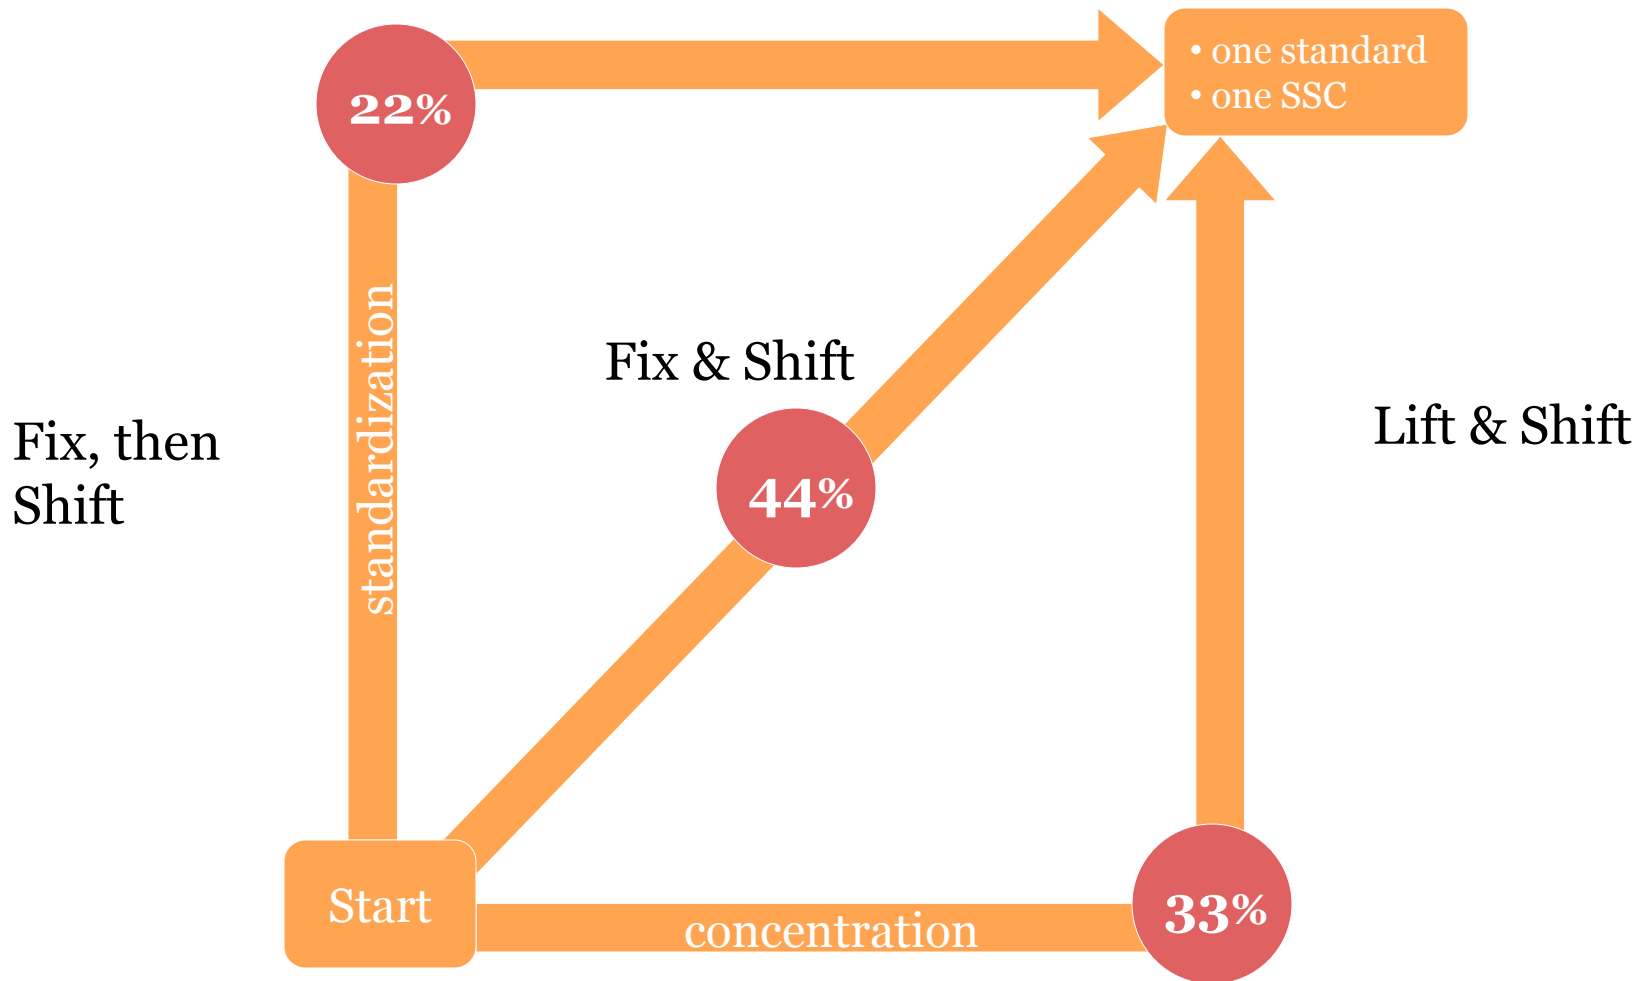 22%
• one standard
• one SSC
standardization
Fix & Shift
Fix, then
Shift
Lift & Shift
44%
Start
concentration
33%